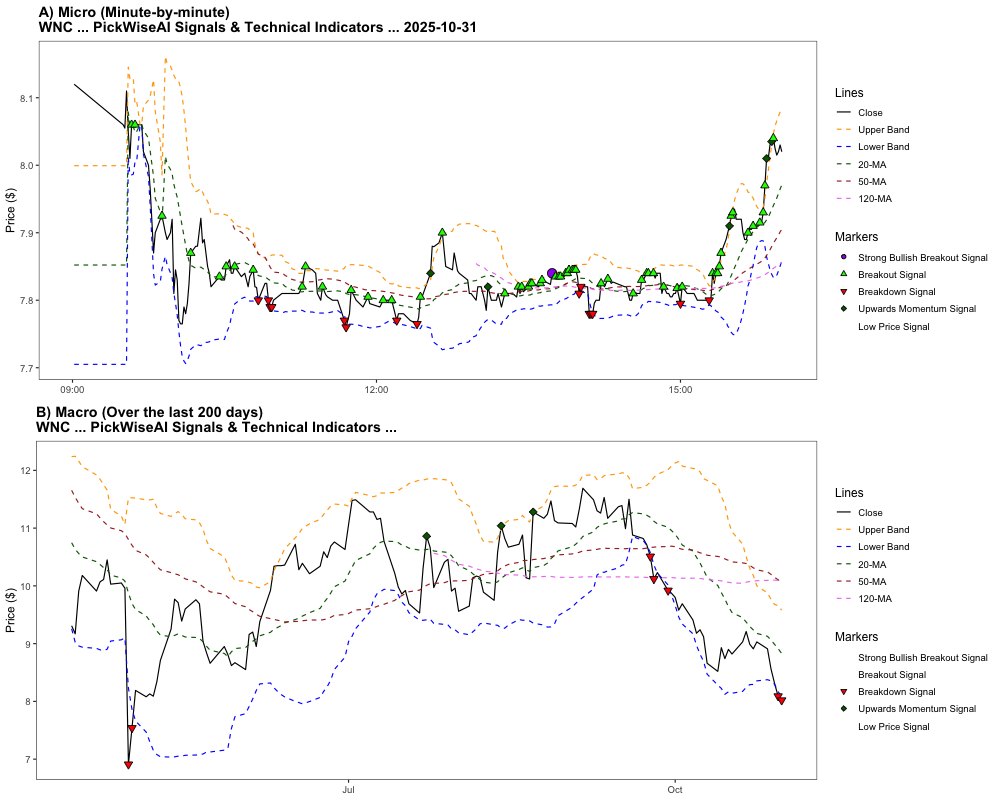 A) Micro (Minute-by-minute)
WNC ... PickWiseAI Signals & Technical Indicators ... 2025-10-31
Price ($)
8.1
8.0
7.9
7.8
7.7
09:00
12:00
15:00
Lines
Close
Upper Band
Lower Band
20-MA
50-MA
120-MA
Markers
Strong Bullish Breakout Signal
Breakout Signal
Breakdown Signal
Upwards Momentum Signal
Low Price Signal
B) Macro (Over the last 200 days)
WNC ... PickWiseAI Signals & Technical Indicators ...
Price ($)
12
11
10
9
8
7
Jul
Oct
Lines
Close
Upper Band
Lower Band
20-MA
50-MA
120-MA
Markers
Strong Bullish Breakout Signal
Breakout Signal
Breakdown Signal
Upwards Momentum Signal
Low Price Signal